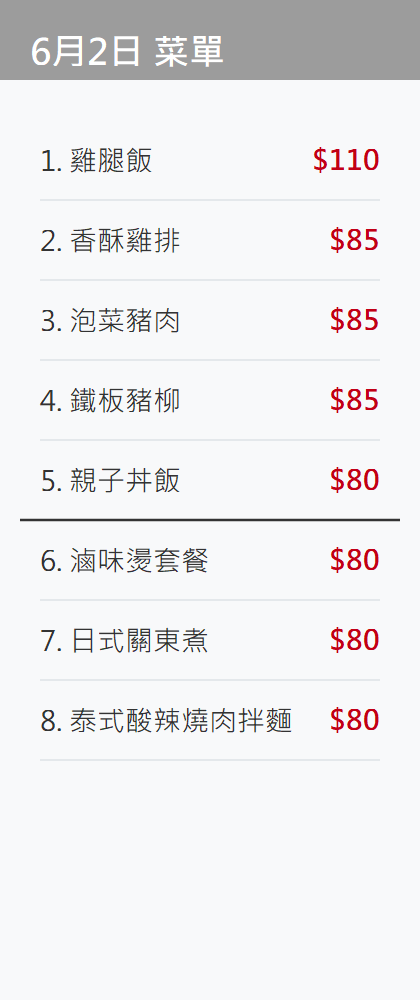 6月2日 菜單
1. 雞腿飯 $110
2. 香酥雞排 $85
3. 泡菜豬肉 $85
4. 鐵板豬柳 $85
5. 親子丼飯 $80
6. 滷味燙套餐 $80
7. 日式關東煮 $80
8. 泰式酸辣燒肉拌麵 $80